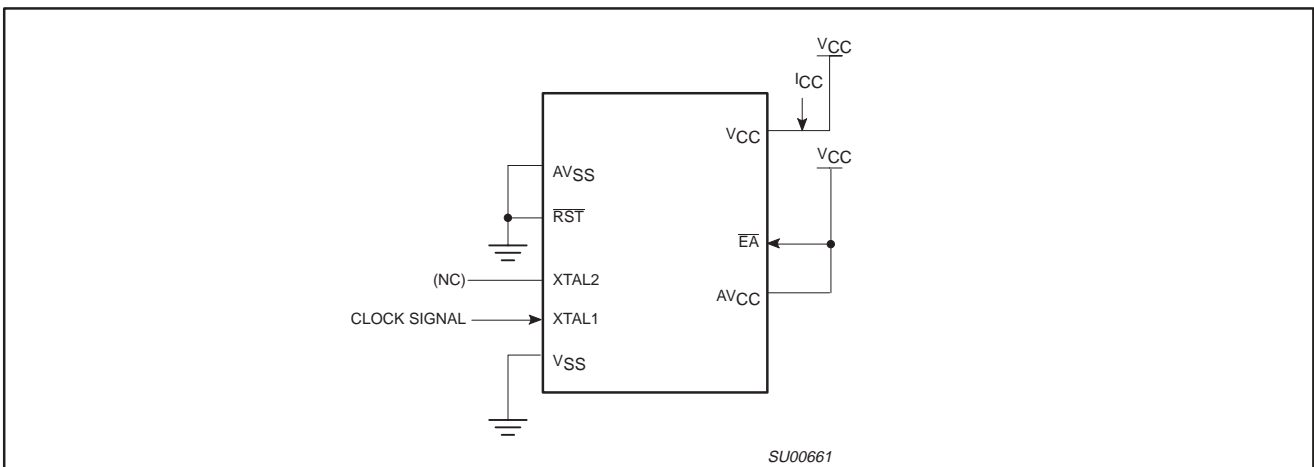 VCC
ICC
VCC
VCC
AVSS
RST
EA
(NC)
XTAL2
AVCC
CLOCK SIGNAL
XTAL1
VSS
SU00661